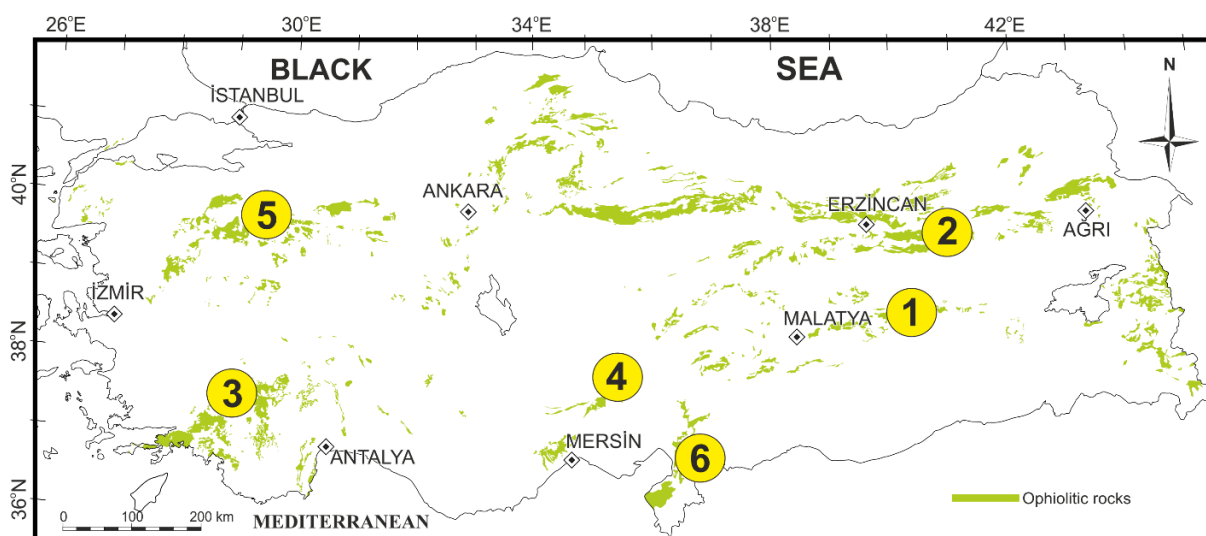 26°E 30°E 34°E 38°E 42°E
BLACK SEA
N
İSTANBUL
40°N
ANKARA
ERZİNCAN
AĞRI
5
2
İZMİR
38°N
MALATYA
1
3
4
MERSİN
ANTALYA
6
36°N
Ophiolitic rocks
0 100 200 km
MEDITERRANEAN